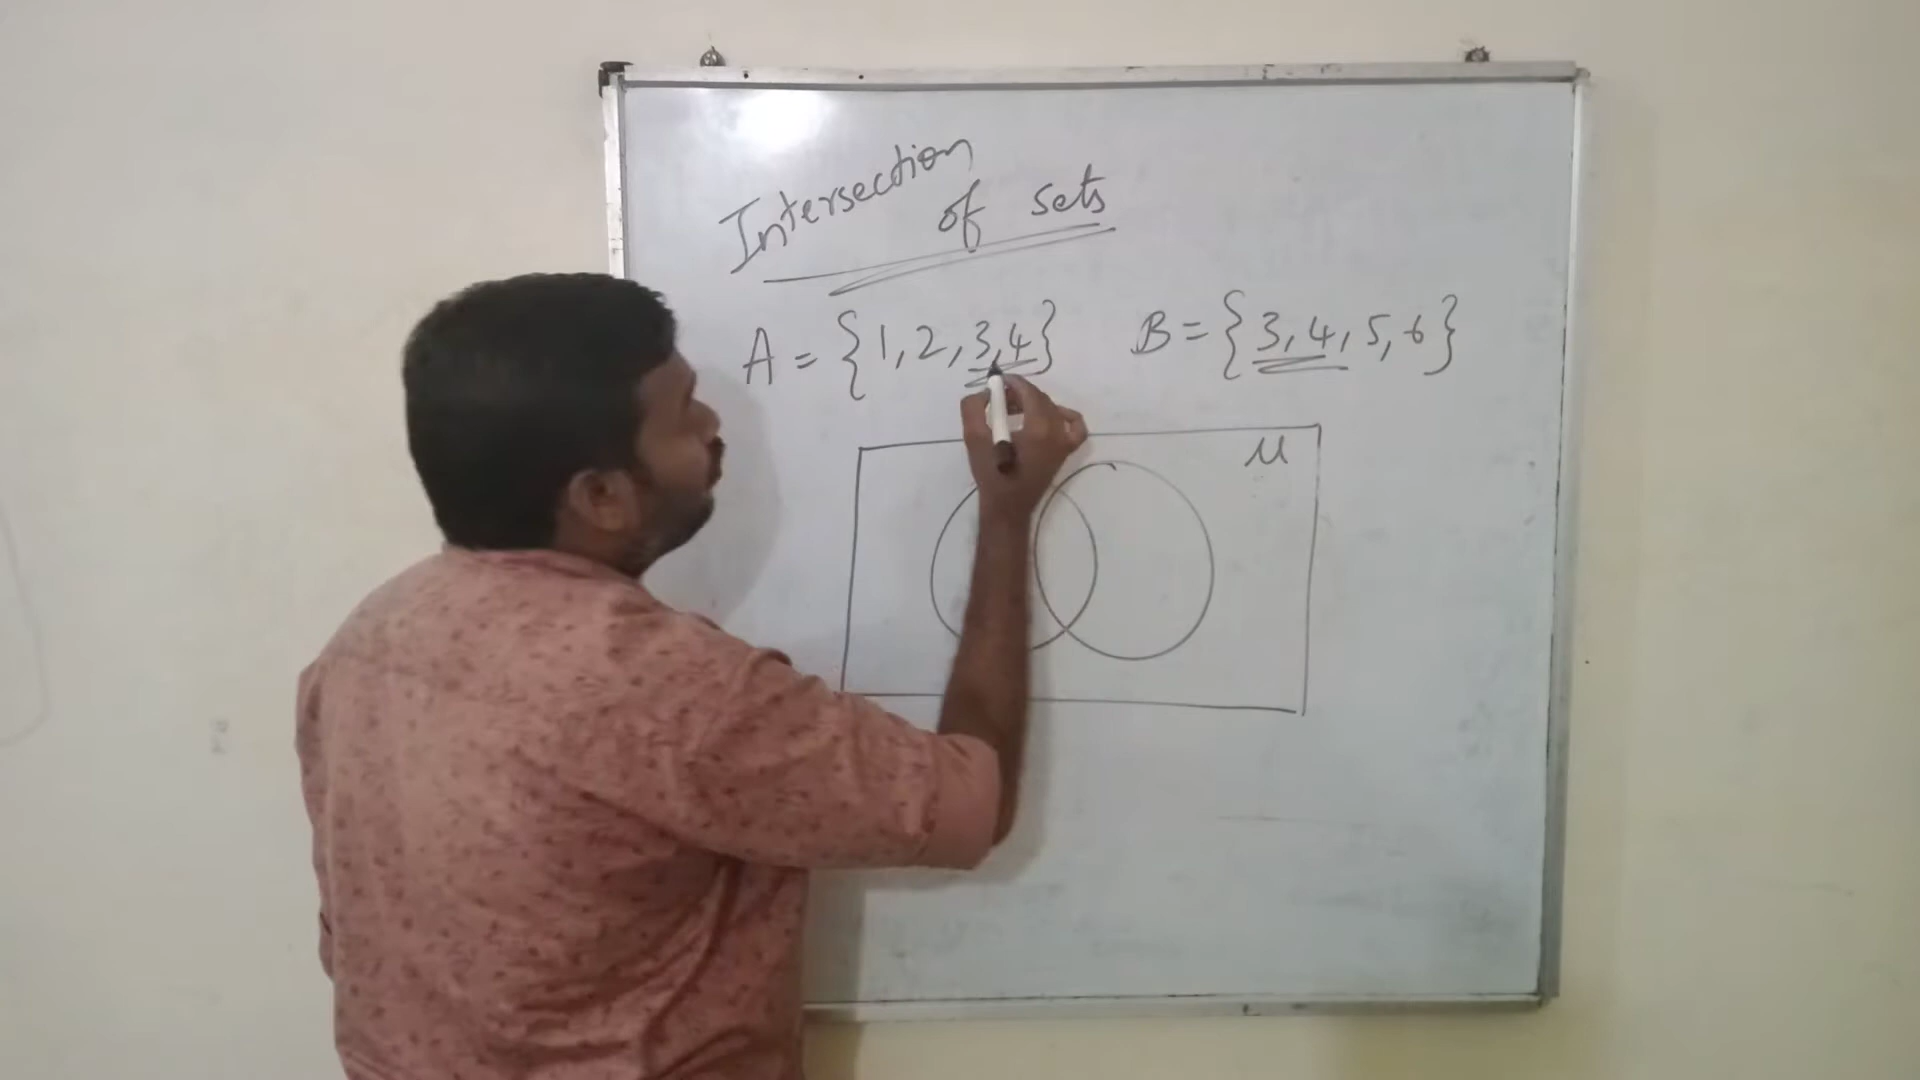 Intersection
of sets
A = {1, 2, 3, 4} B = {3, 4, 5, 6}
μ